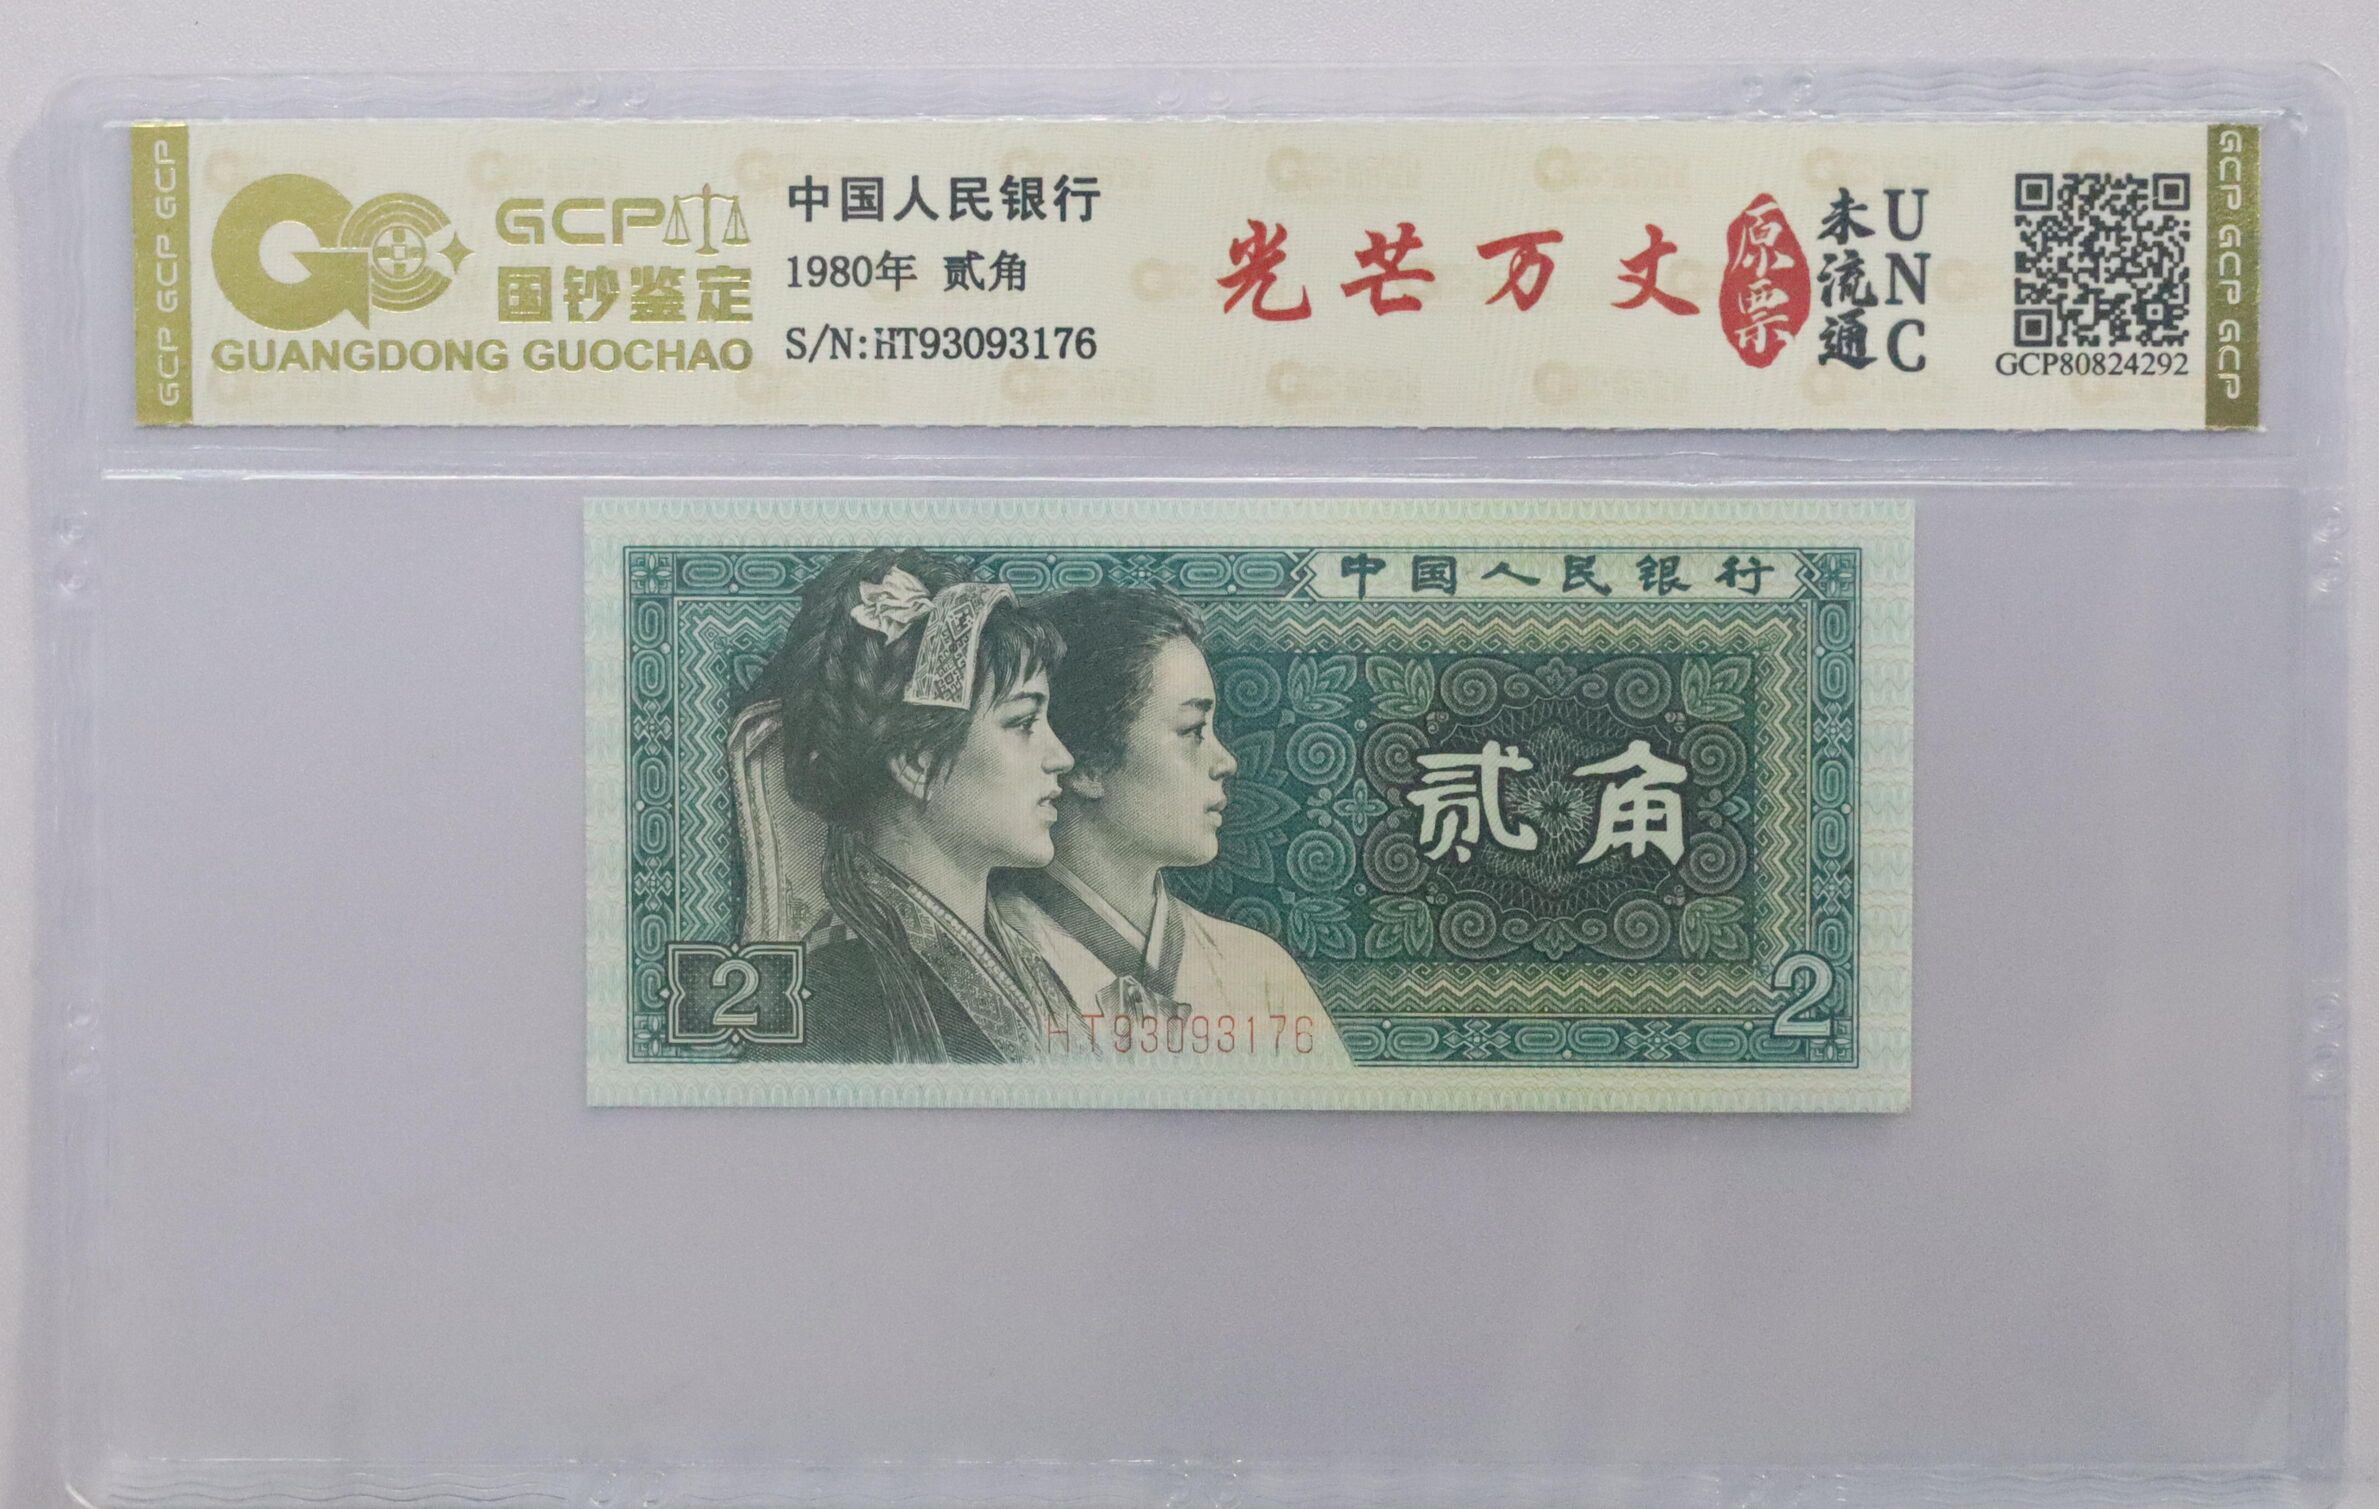 GCP GCP GCP
GCP
国钞鉴定
GUANGDONG GUOCHAO
中国人民银行
1980年 贰角
S/N:HT93093176
光芒万丈
原票
未流通
UNC
GCP80824292
GCP GCP GCP
中国人民银行
贰角
2
2
HT93093176